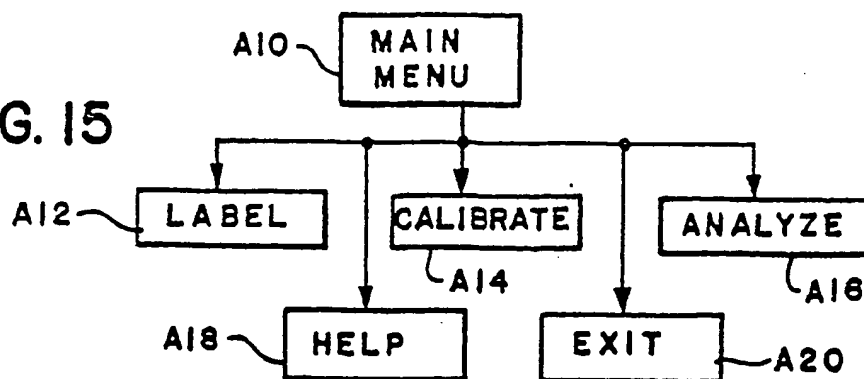 A10
MAIN
MENU
G. 15
A12
LABEL
CALIBRATE
ANALYZE
A14
A16
A18
HELP
EXIT
A20